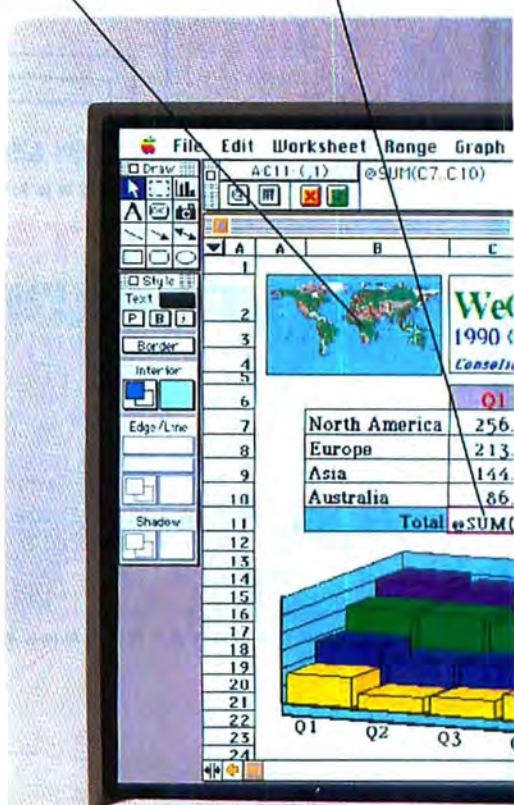 File Edit Worksheet Range Graph
Draw
AC11 (,1) @SUM(C7..C10)
A A B C
1
Style
Text
P B I
2
WeC
3
1990
Border
4
Consolid
5
Interior
6
Q1
Edge/Line
7 North America 256.
8 Europe 213.
9 Asia 144.
10 Australia 86.
Shadow
11 Total @SUM(
12
13
14
15
16
17
18
19
20
21
22
23
24
Q1 Q2 Q3